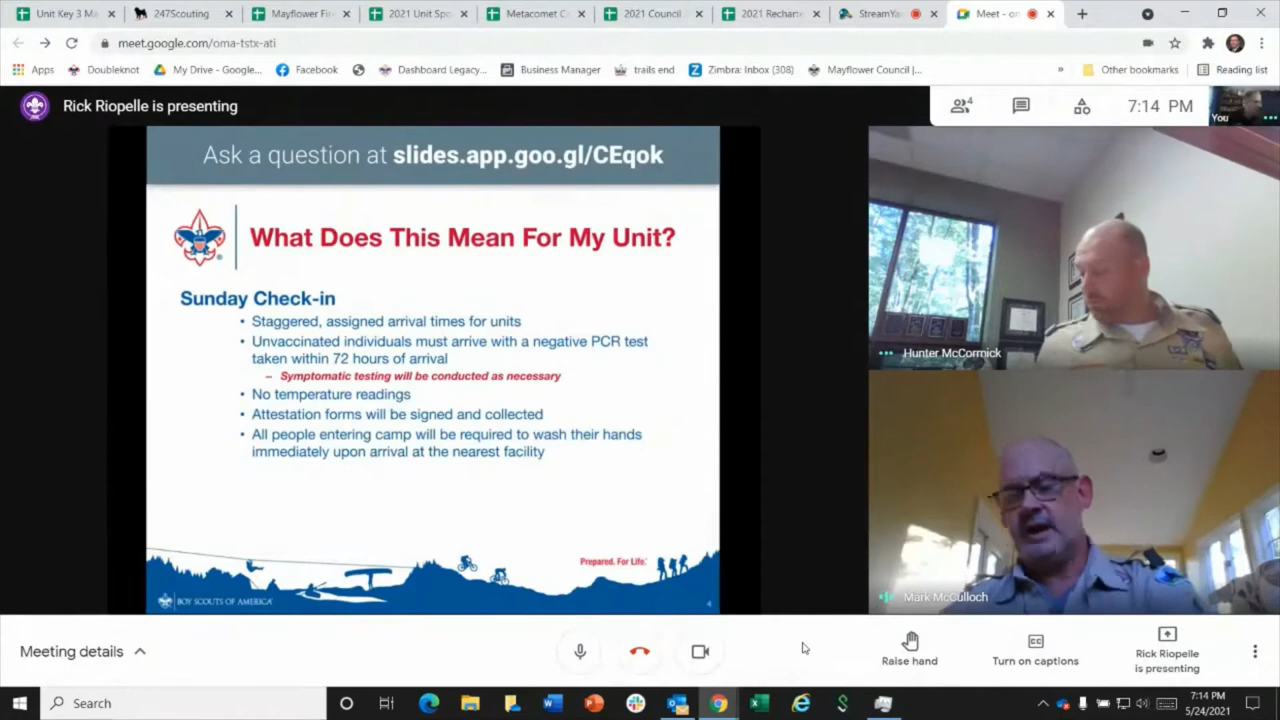 Unit Key 3 Ma
247Scouting
Mayflower Fir
2021 Unit Spo
Metacomet C
2021 Council
2021 Rechart
StreamYa
Meet - on
meet.google.com/oma-tstx-ati
Apps
Doubleknot
My Drive - Google...
Facebook
Dashboard Legacy...
Business Manager
trails end
Zimbra: Inbox (308)
Mayflower Council |...
»
Other bookmarks
Reading list
Rick Riopelle is presenting
4
7:14 PM
You
Ask a question at slides.app.goo.gl/CEqok
What Does This Mean For My Unit?
Sunday Check-in
• Staggered, assigned arrival times for units
• Unvaccinated individuals must arrive with a negative PCR test
taken within 72 hours of arrival
– Symptomatic testing will be conducted as necessary
• No temperature readings
• Attestation forms will be signed and collected
• All people entering camp will be required to wash their hands
immediately upon arrival at the nearest facility
Prepared. For Life.
BOY SCOUTS OF AMERICA
4
Hunter McCormick
Mark McCulloch
Meeting details
Raise hand
Turn on captions
Rick Riopelle
is presenting
Search
7:14 PM
5/24/2021